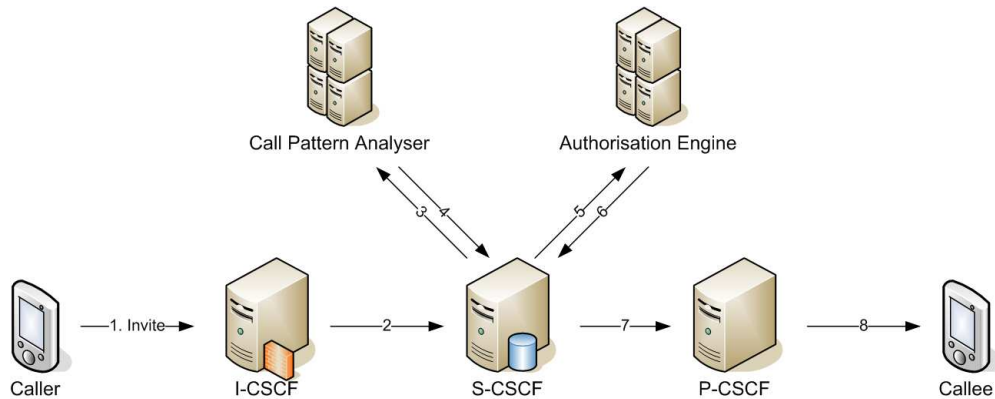 Call Pattern Analyser
Authorisation Engine
3
4
5
6
1. Invite
2
7
8
Caller
I-CSCF
S-CSCF
P-CSCF
Callee